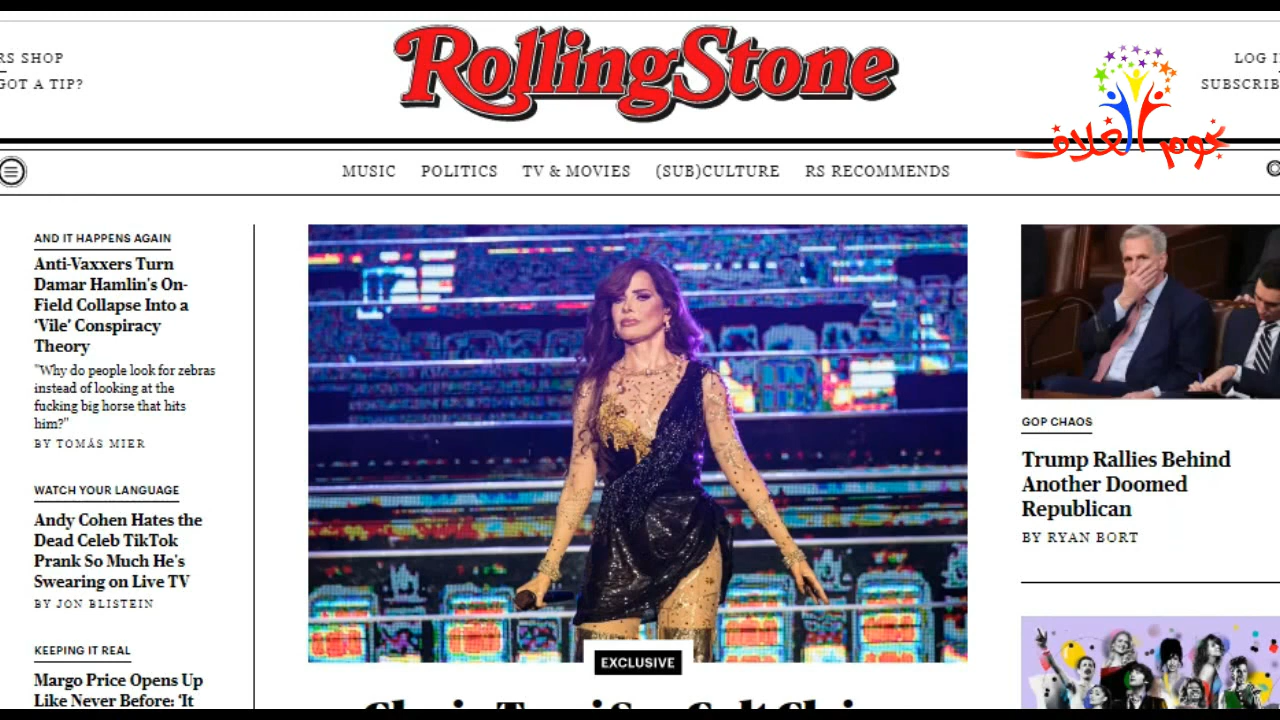 RollingStone
RS SHOP
GOT A TIP?
SUBSCRIB
نجوم الغلاف
MUSIC POLITICS TV & MOVIES (SUB)CULTURE RS RECOMMENDS
AND IT HAPPENS AGAIN
Anti-Vaxxers Turn
Damar Hamlin's On-
Field Collapse Into a
‘Vile’ Conspiracy
Theory
"Why do people look for zebras
instead of looking at the
fucking big horse that hits
him?"
BY TOMÁS MIER
WATCH YOUR LANGUAGE
Andy Cohen Hates the
Dead Celeb TikTok
Prank So Much He's
Swearing on Live TV
BY JON BLISTEIN
KEEPING IT REAL
Margo Price Opens Up
Like Never Before: ‘It
EXCLUSIVE
GOP CHAOS
Trump Rallies Behind
Another Doomed
Republican
BY RYAN BORT